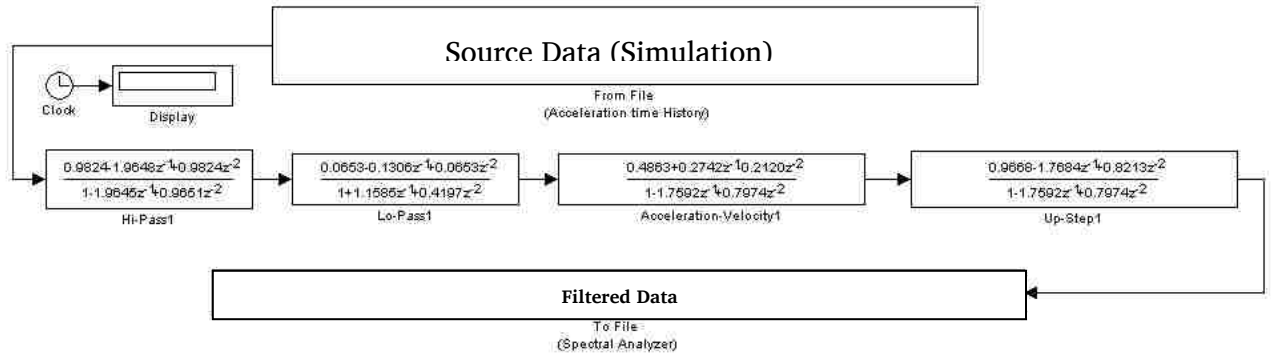 Source Data (Simulation)
From File
(Acceleration time History)
Clock
Display
0.9824-1.9648z-1+0.9824z-2
1-1.9645z-1+0.9651z-2
Hi-Pass1
0.0653-0.1306z-1+0.0653z-2
1+1.1585z-1+0.4197z-2
Lo-Pass1
0.4863+0.2742z-10.2120z-2
1-1.7592z-1+0.7974z-2
Acceleration-Velocity1
0.9668-1.7684z-1+0.8213z-2
1-1.7592z-1+0.7974z-2
Up-Step1
Filtered Data
To File
(Spectral Analyzer)